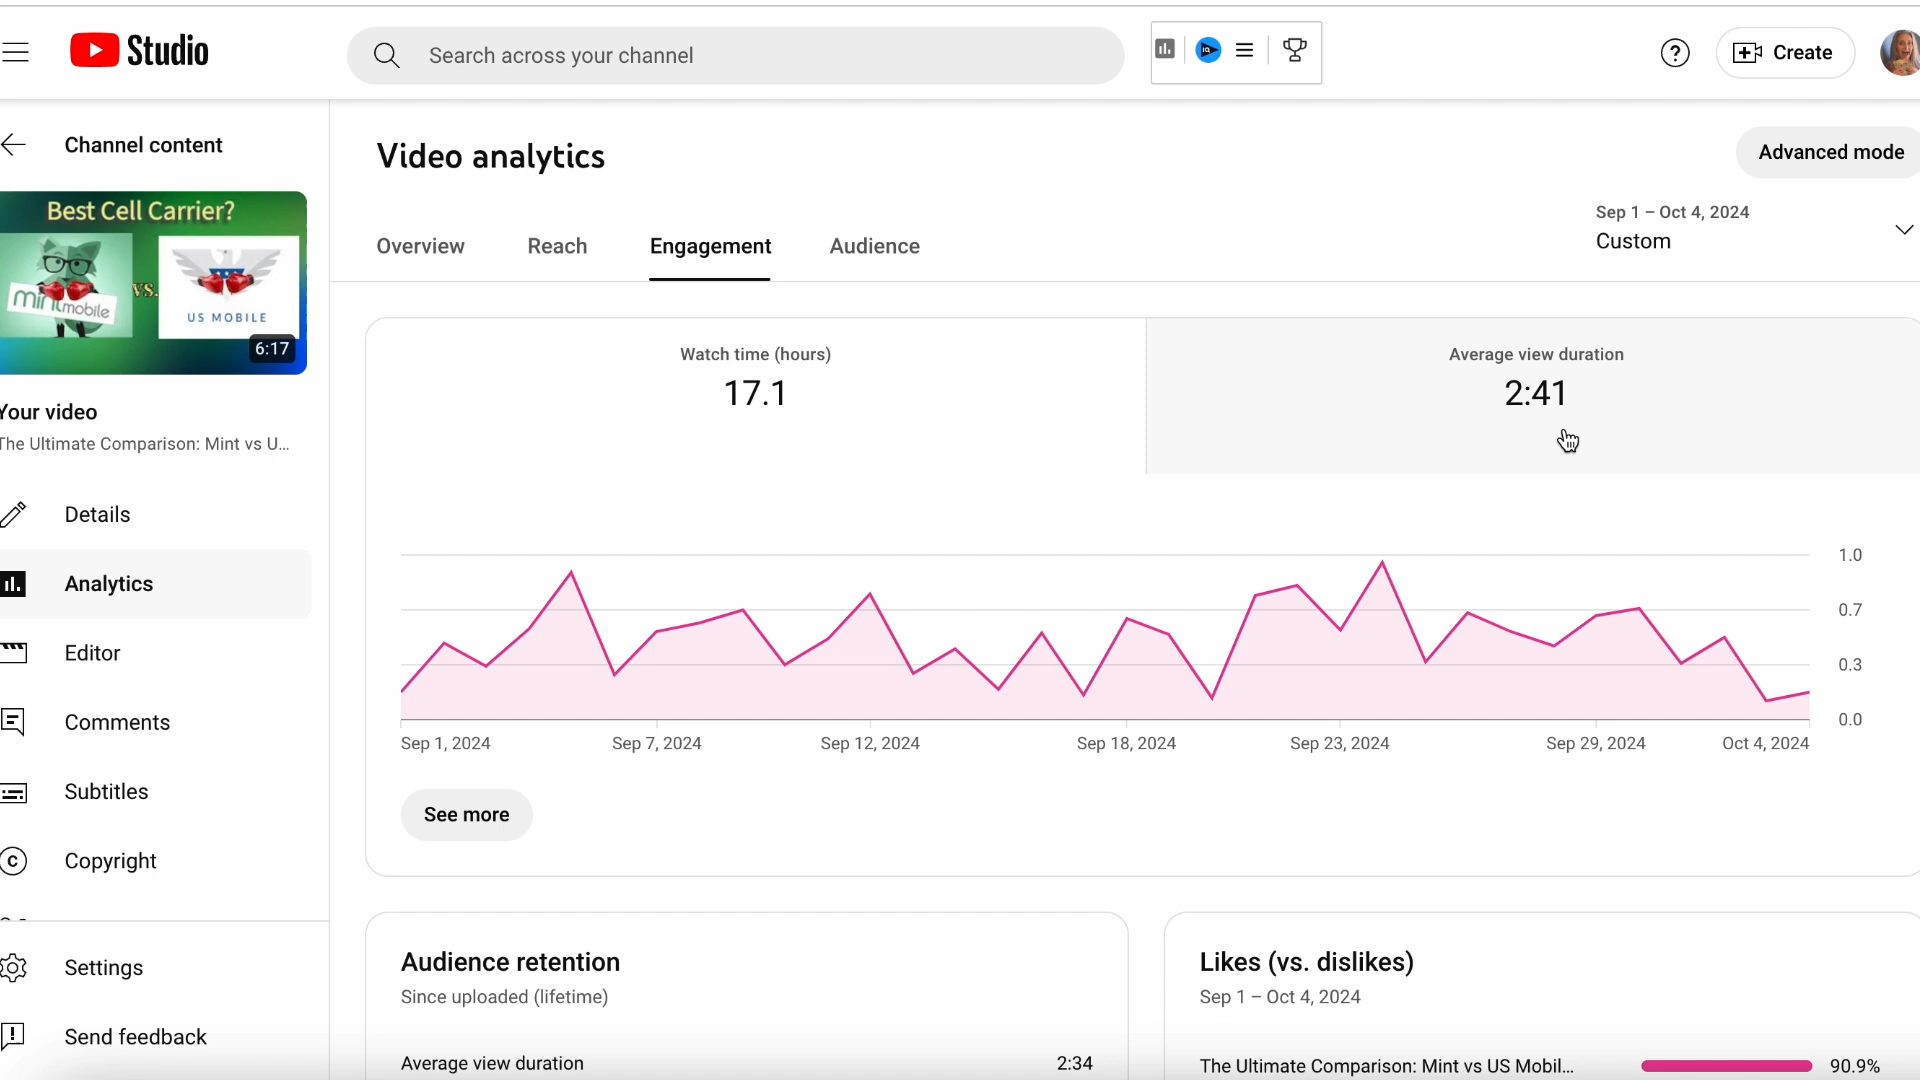 Studio
Search across your channel
IQ
Create
Channel content
Video analytics
Advanced mode
Best Cell Carrier?
mint mobile
VS.
US MOBILE
6:17
Sep 1 – Oct 4, 2024
Custom
Overview
Reach
Engagement
Audience
Watch time (hours)
17.1
Average view duration
2:41
Your video
The Ultimate Comparison: Mint vs U...
Details
Analytics
Editor
Comments
Subtitles
Copyright
Settings
Send feedback
1.0
0.7
0.3
0.0
Sep 1, 2024
Sep 7, 2024
Sep 12, 2024
Sep 18, 2024
Sep 23, 2024
Sep 29, 2024
Oct 4, 2024
See more
Audience retention
Since uploaded (lifetime)
Average view duration
2:34
Likes (vs. dislikes)
Sep 1 – Oct 4, 2024
The Ultimate Comparison: Mint vs US Mobil...
90.9%